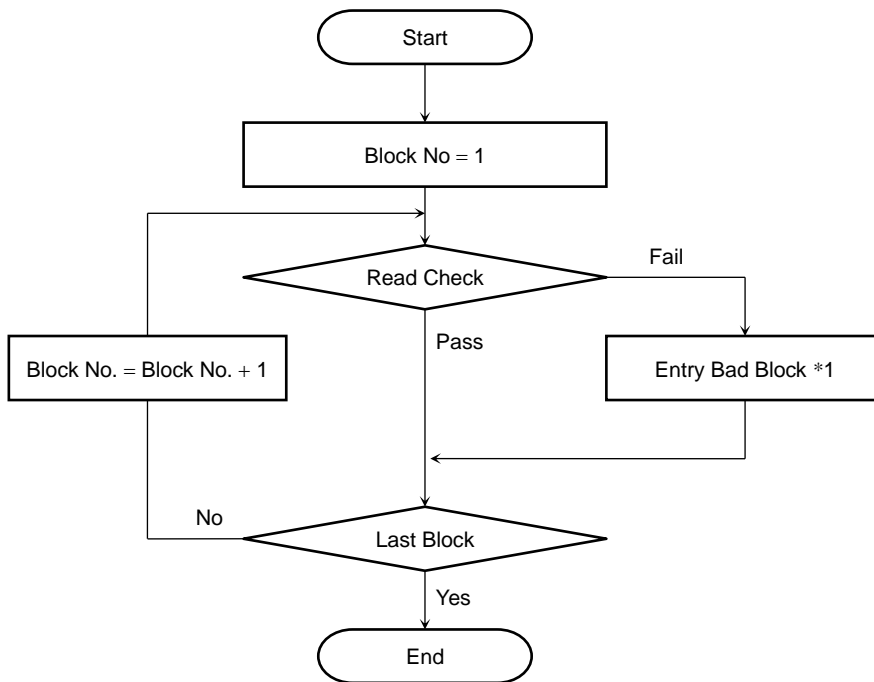 Start
Block No = 1
Read Check
Fail
Pass
Block No. = Block No. + 1
Entry Bad Block *1
No
Last Block
Yes
End